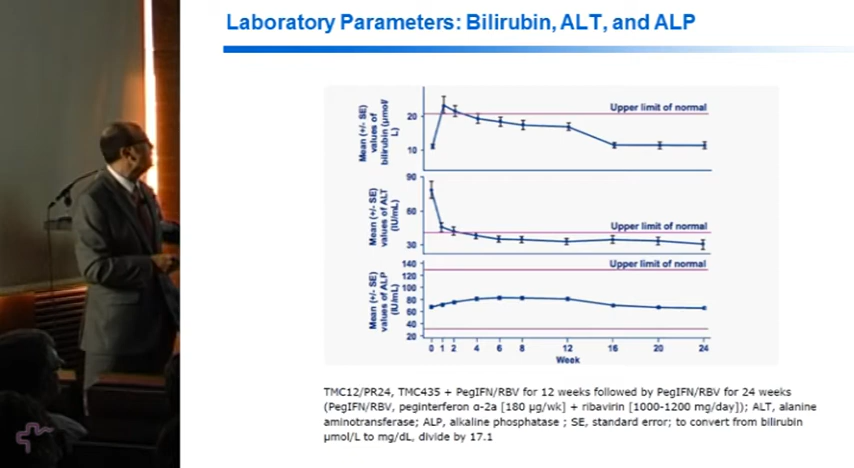 Laboratory Parameters: Bilirubin, ALT, and ALP
Mean (+/- SE)
values of
bilirubin (μmol/
L)
20
10
Upper limit of normal
Mean (+/- SE)
values of ALT
(IU/mL)
90
60
30
Upper limit of normal
Mean (+/- SE)
values of ALP
(IU/mL)
140
120
100
80
60
40
20
Upper limit of normal
0 1 2 4 6 8 12 16 20 24
Week
TMC12/PR24, TMC435 + PegIFN/RBV for 12 weeks followed by PegIFN/RBV for 24 weeks
(PegIFN/RBV, peginterferon α-2a [180 μg/wk] + ribavirin [1000-1200 mg/day]); ALT, alanine
aminotransferase; ALP, alkaline phosphatase ; SE, standard error; to convert from bilirubin
μmol/L to mg/dL, divide by 17.1